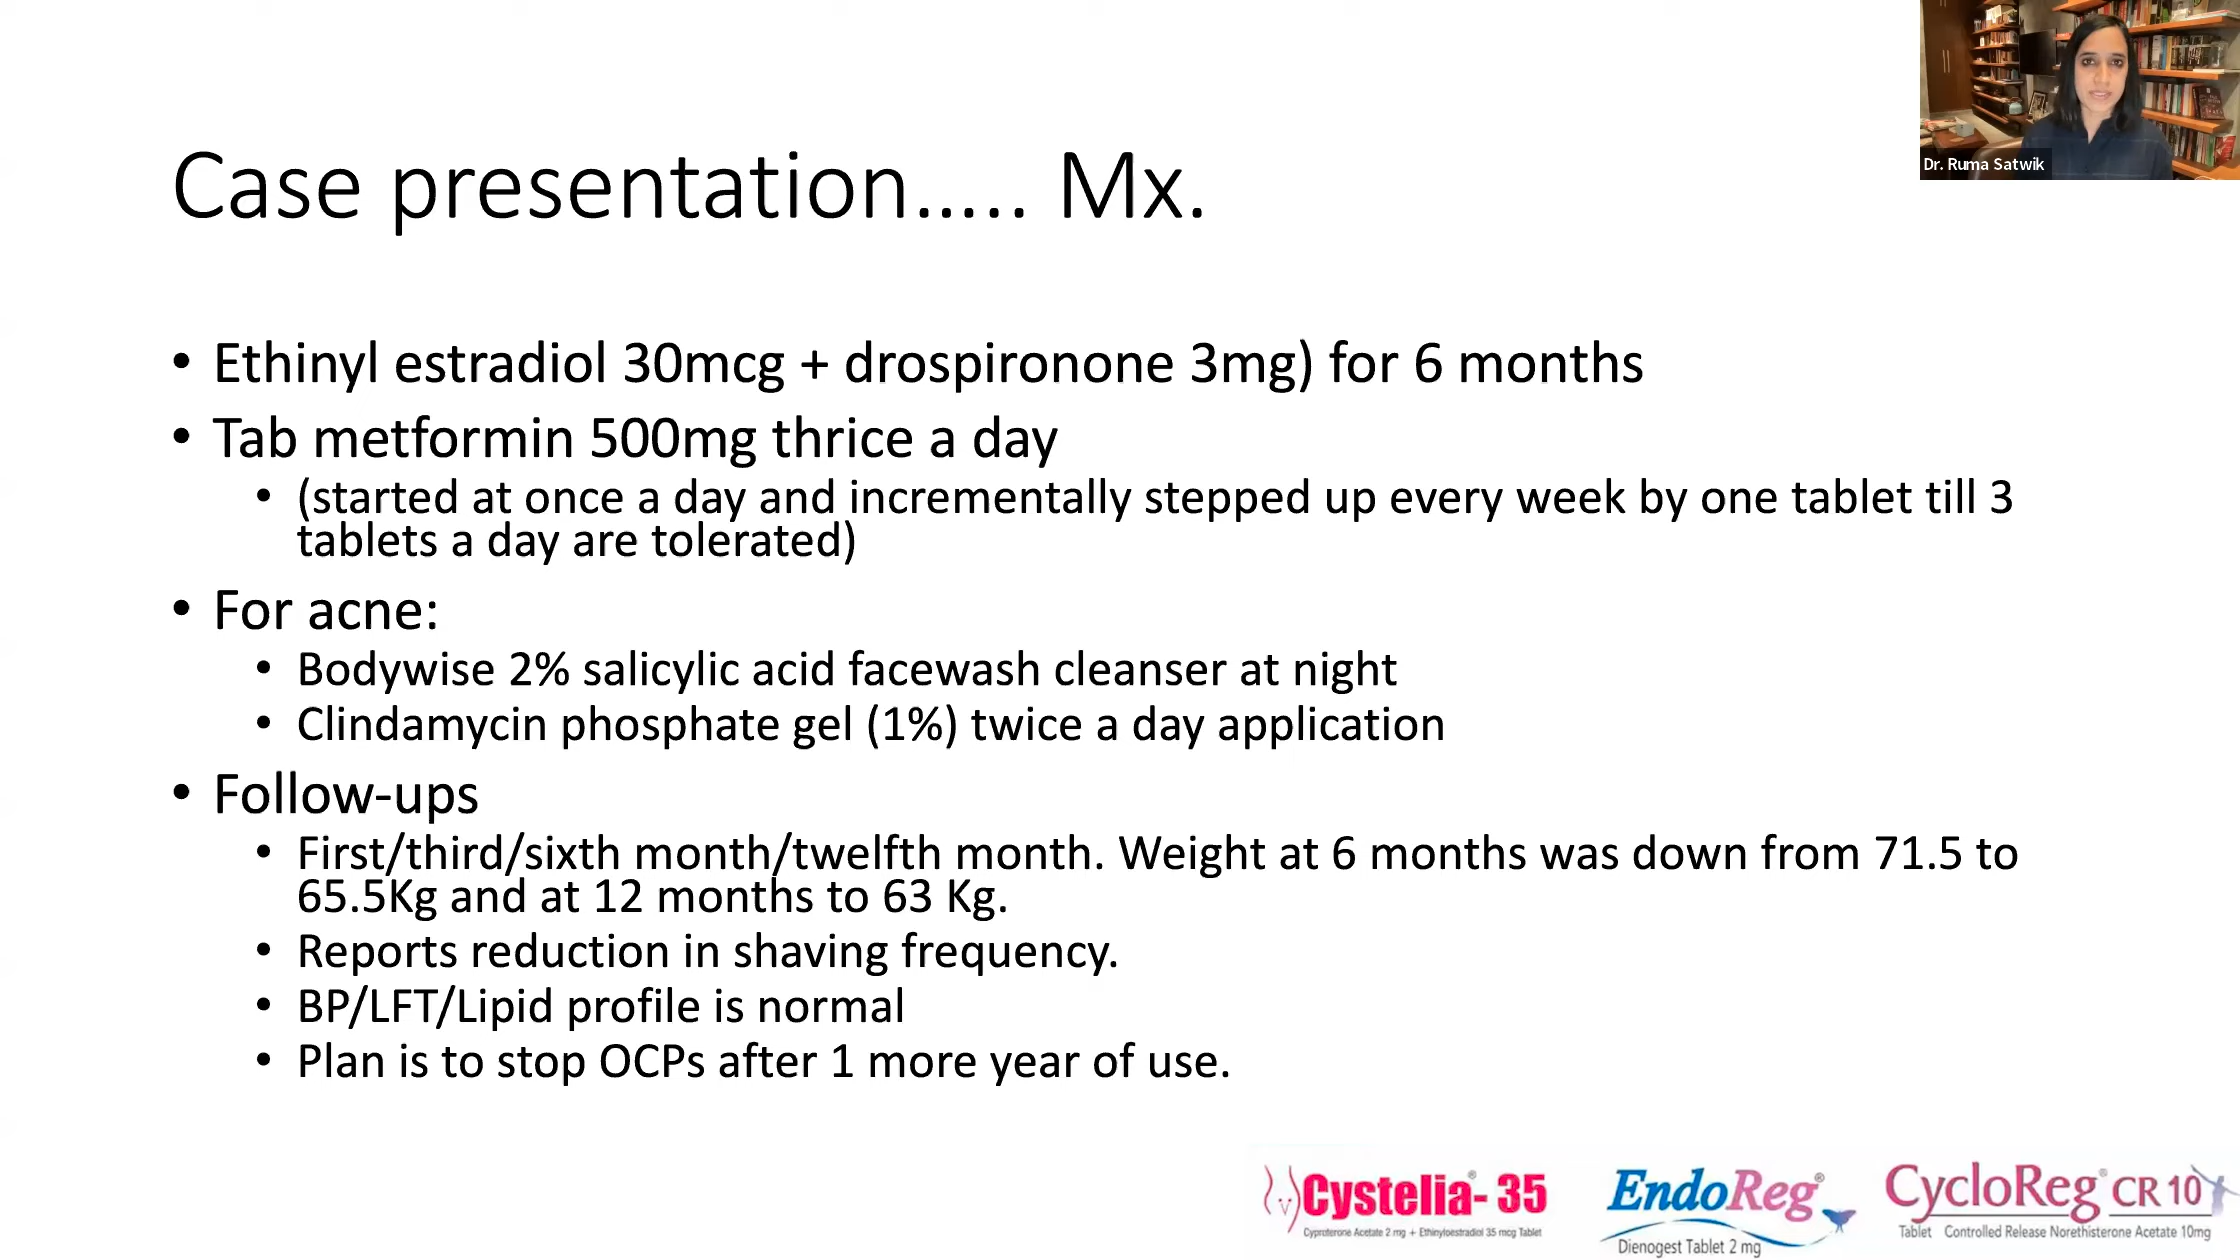 Dr. Ruma Satwik
Case presentation….. Mx.
• Ethinyl estradiol 30mcg + drospironone 3mg) for 6 months
• Tab metformin 500mg thrice a day
• (started at once a day and incrementally stepped up every week by one tablet till 3
tablets a day are tolerated)
• For acne:
• Bodywise 2% salicylic acid facewash cleanser at night
• Clindamycin phosphate gel (1%) twice a day application
• Follow-ups
• First/third/sixth month/twelfth month. Weight at 6 months was down from 71.5 to
65.5Kg and at 12 months to 63 Kg.
• Reports reduction in shaving frequency.
• BP/LFT/Lipid profile is normal
• Plan is to stop OCPs after 1 more year of use.
Cystelia®- 35
Cyproterone Acetate 2 mg + Ethinyloestradiol 35 mcg Tablet
EndoReg®
Dienogest Tablet 2 mg
CycloReg® CR 10
Tablet Controlled Release Norethisterone Acetate 10mg